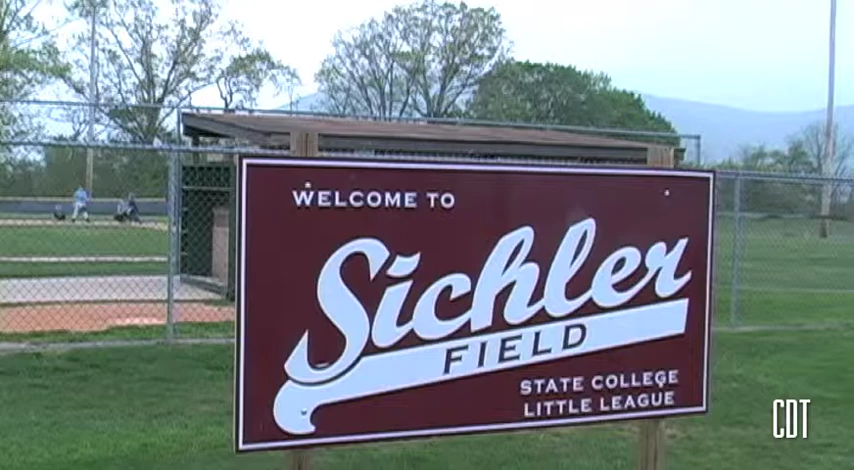 WELCOME TO
Sichler
FIELD
STATE COLLEGE
LITTLE LEAGUE
CDT